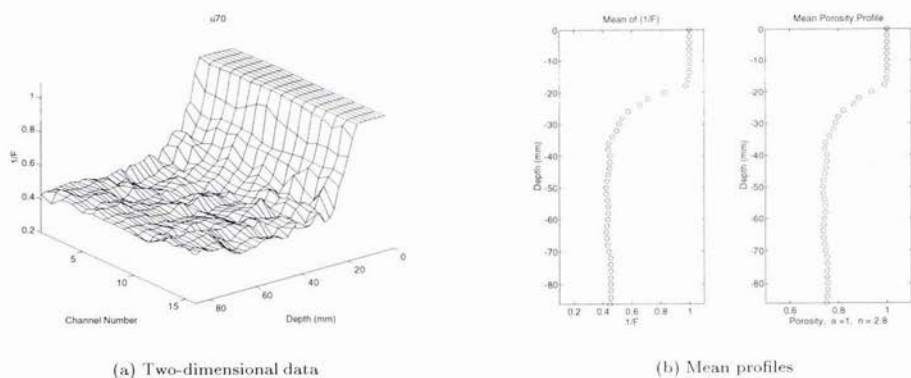 u70
1
0.8
0.6
0.4
0.2
1/F
5
10
15
Channel Number
80
60
40
20
0
Depth (mm)
(a) Two-dimensional data
Mean of (1/F)
0
-10
-20
-30
-40
-50
-60
-70
-80
Depth (mm)
0.2 0.4 0.6 0.8 1
1/F
Mean Porosity Profile
0
-10
-20
-30
-40
-50
-60
-70
-80
Depth (mm)
0.6 0.8 1
Porosity, a =1, n = 2.8
(b) Mean profiles